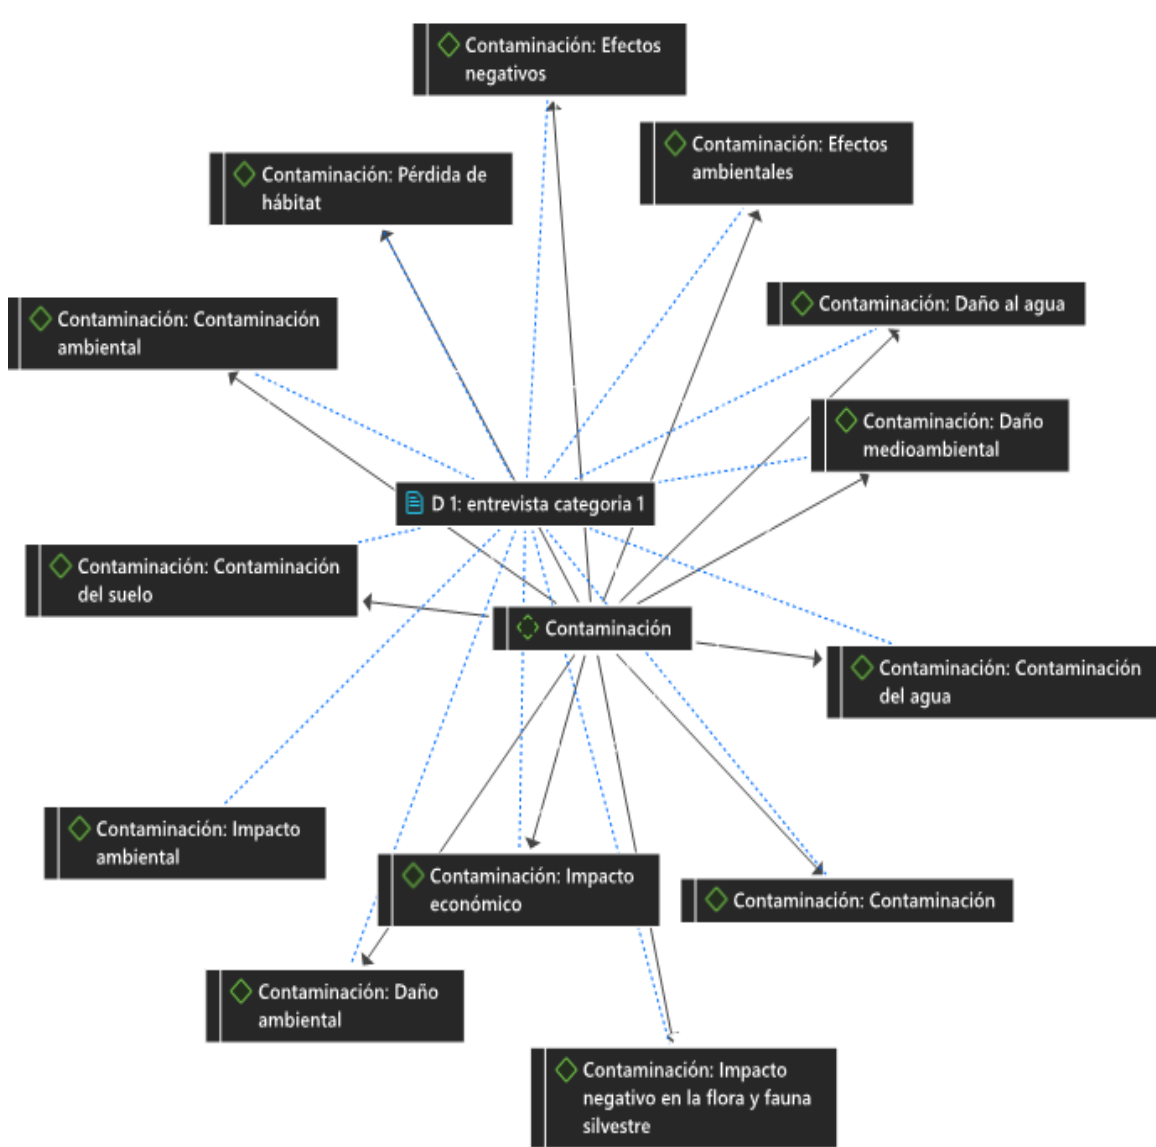 Contaminación: Efectos
negativos
Contaminación: Efectos
ambientales
Contaminación: Pérdida de
hábitat
Contaminación: Daño al agua
Contaminación: Contaminación
ambiental
Contaminación: Daño
medioambiental
D 1: entrevista categoria 1
Contaminación: Contaminación
del suelo
Contaminación
Contaminación: Contaminación
del agua
Contaminación: Impacto
ambiental
Contaminación: Impacto
económico
Contaminación: Contaminación
Contaminación: Daño
ambiental
Contaminación: Impacto
negativo en la flora y fauna
silvestre